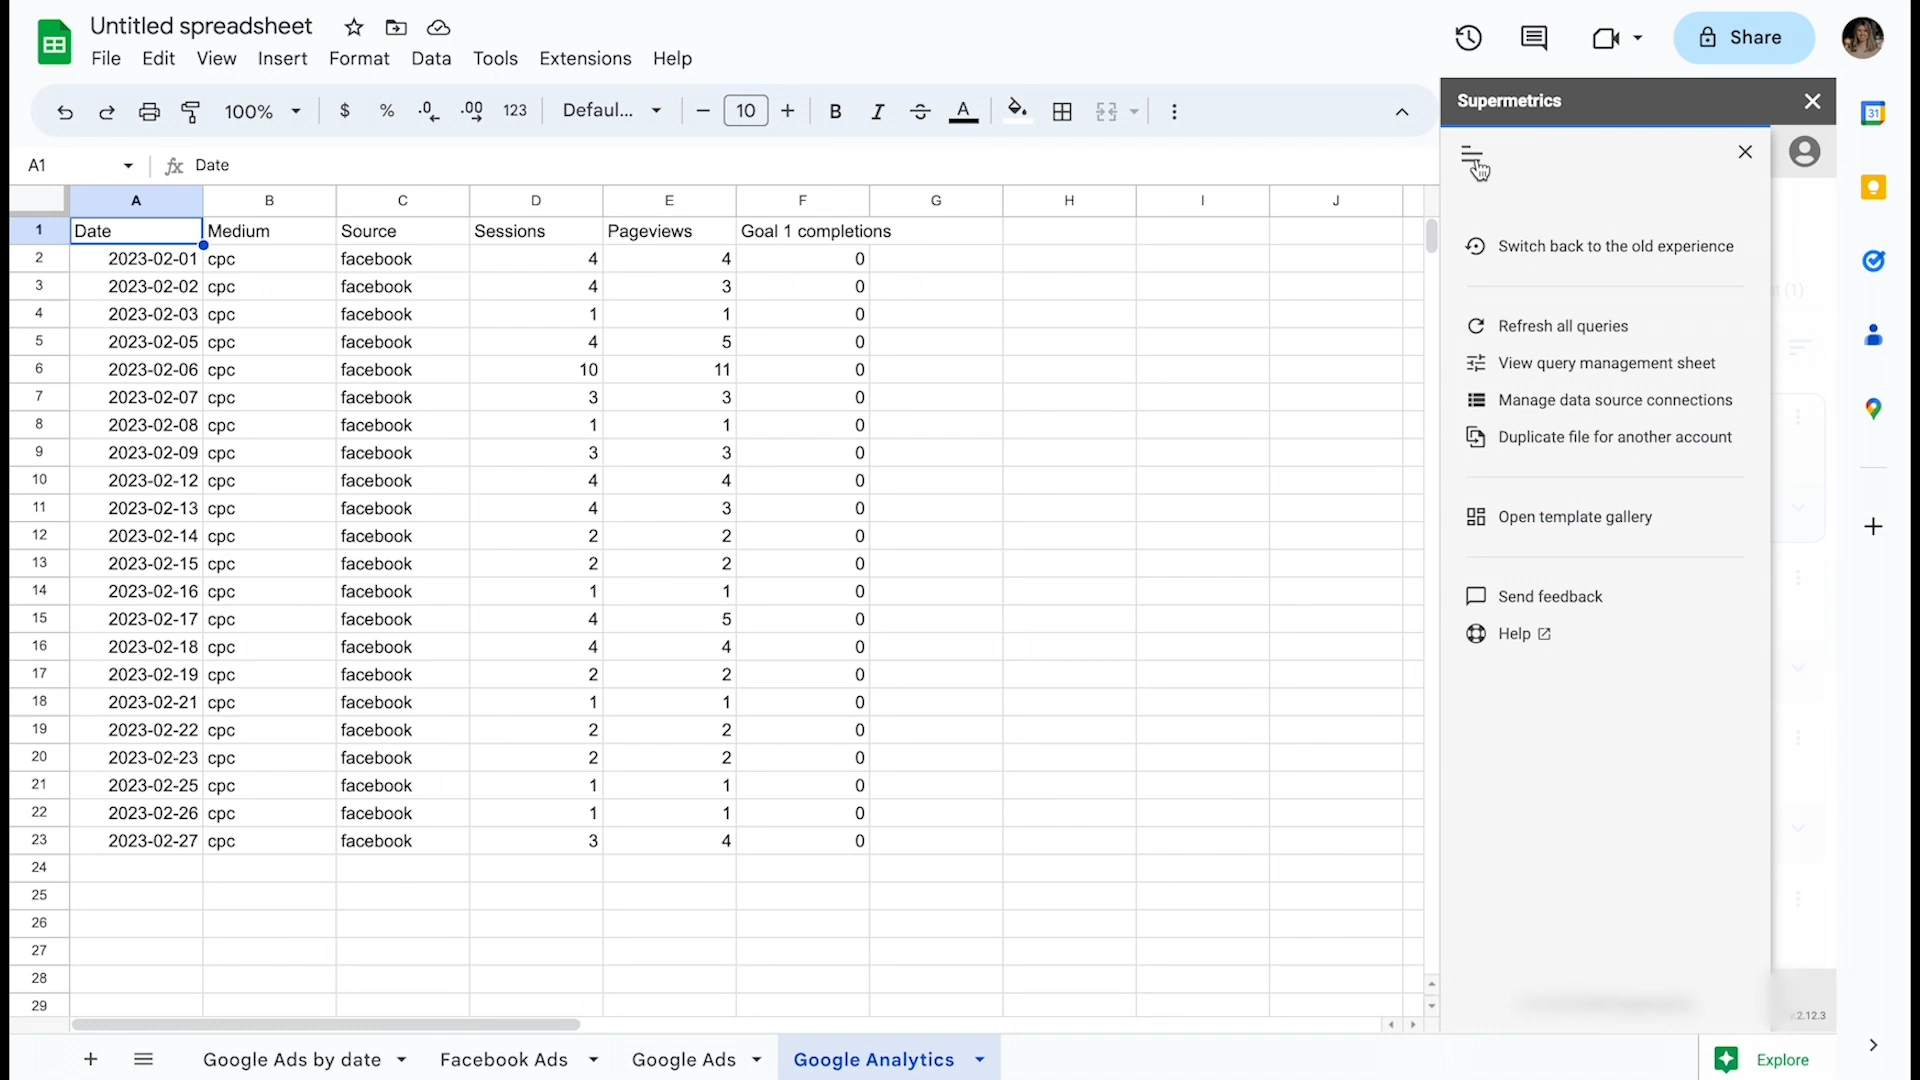 Untitled spreadsheet
File Edit View Insert Format Data Tools Extensions Help
Share
100% $ % .0 .00 123 Defaul... 10 B I A
Supermetrics
31
A1 fx Date
A B C D E F G H I J
1 Date Medium Source Sessions Pageviews Goal 1 completions
2 2023-02-01 cpc facebook 4 4 0
3 2023-02-02 cpc facebook 4 3 0
4 2023-02-03 cpc facebook 1 1 0
5 2023-02-05 cpc facebook 4 5 0
6 2023-02-06 cpc facebook 10 11 0
7 2023-02-07 cpc facebook 3 3 0
8 2023-02-08 cpc facebook 1 1 0
9 2023-02-09 cpc facebook 3 3 0
10 2023-02-12 cpc facebook 4 4 0
11 2023-02-13 cpc facebook 4 3 0
12 2023-02-14 cpc facebook 2 2 0
13 2023-02-15 cpc facebook 2 2 0
14 2023-02-16 cpc facebook 1 1 0
15 2023-02-17 cpc facebook 4 5 0
16 2023-02-18 cpc facebook 4 4 0
17 2023-02-19 cpc facebook 2 2 0
18 2023-02-21 cpc facebook 1 1 0
19 2023-02-22 cpc facebook 2 2 0
20 2023-02-23 cpc facebook 2 2 0
21 2023-02-25 cpc facebook 1 1 0
22 2023-02-26 cpc facebook 1 1 0
23 2023-02-27 cpc facebook 3 4 0
24
25
26
27
28
29
Switch back to the old experience
Refresh all queries
View query management sheet
Manage data source connections
Duplicate file for another account
Open template gallery
Send feedback
Help
.2.12.3
Google Ads by date Facebook Ads Google Ads Google Analytics
Explore